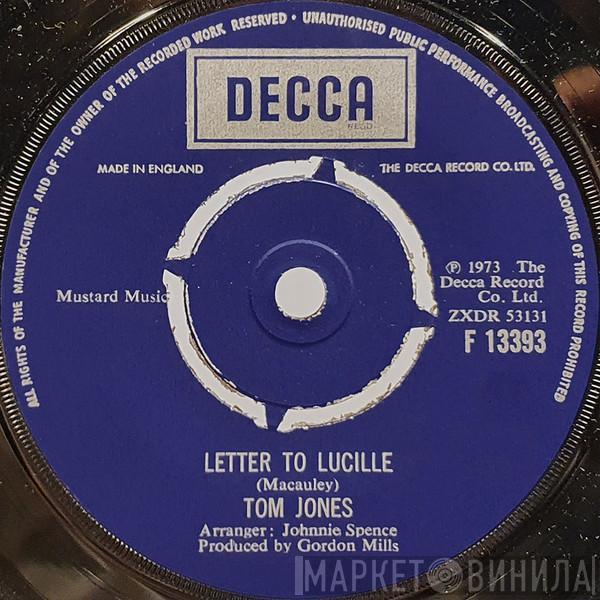 ALL RIGHTS OF THE MANUFACTURER AND OF THE OWNER OF THE RECORDED WORK RESERVED · UNAUTHORISED PUBLIC PERFORMANCE BROADCASTING AND COPYING OF THIS RECORD PROHIBITED
DECCA
REGD
MADE IN ENGLAND
THE DECCA RECORD CO. LTD.
Mustard Music
℗ 1973 The
Decca Record
Co. Ltd.
ZXDR 53131
F 13393
LETTER TO LUCILLE
(Macauley)
TOM JONES
Arranger: Johnnie Spence
Produced by Gordon Mills
МАРКЕТ ВИНИЛА